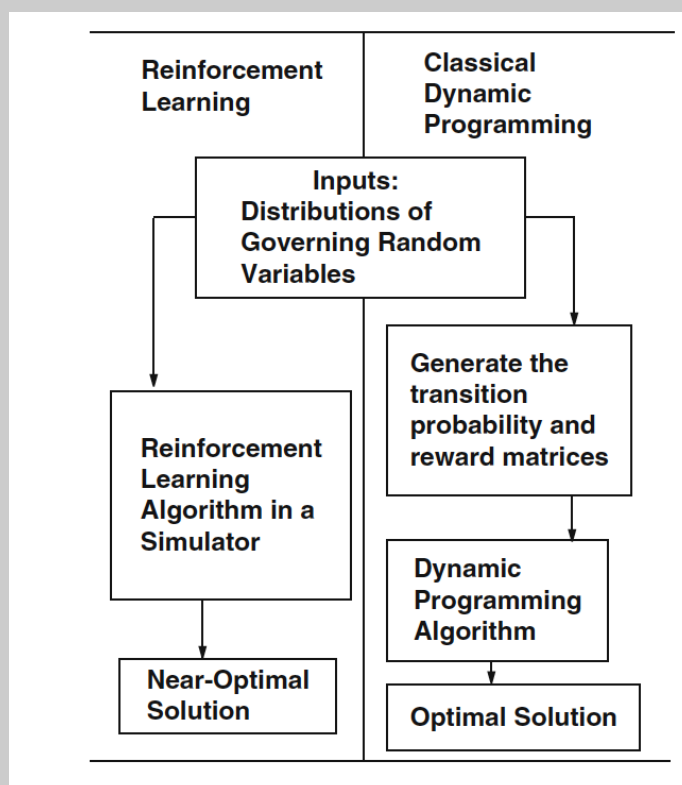 Reinforcement
Learning
Classical
Dynamic
Programming
Inputs:
Distributions of
Governing Random
Variables
Reinforcement
Learning
Algorithm in a
Simulator
Near-Optimal
Solution
Generate the
transition
probability and
reward matrices
Dynamic
Programming
Algorithm
Optimal Solution